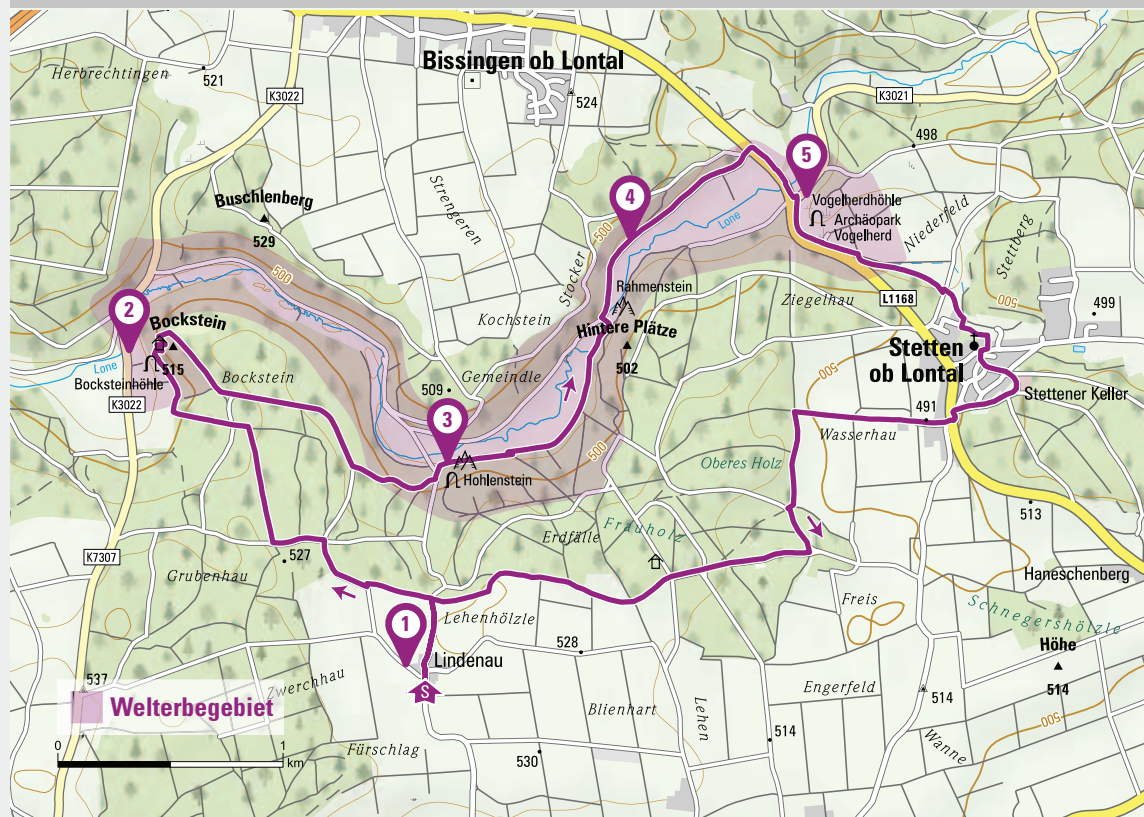 Bissingen ob Lontal
Herbrechtingen
521
K3022
524
K3021
498
5
Vogelherdhöhle
Archäopark
Vogelherd
Niederfeld
Stettberg
Strengeren
Buschlenberg
529
4
500
Lone
500
Stocker
Rahmenstein
Ziegelhau
L1168
500
499
2
Bockstein
515
Kochstein
Hintere Plätze
502
Stetten
ob Lontal
Lone
Bocksteinhöhle
Bockstein
509
Gemeindle
500
Stettener Keller
K3022
3
491
Wasserhau
Hohlenstein
500
Oberes Holz
513
Erdfälle
Frauholz
527
K7307
Grubenhau
Haneschenberg
Freis
Schnegershölzle
1
Lehenhölzle
528
Höhe
514
Lindenau
537
Zwerchhau
S
Engerfeld
514
Welterbegebiet
Blienhart
Lehen
500
514
Wanne
0
1
km
Fürschlag
530